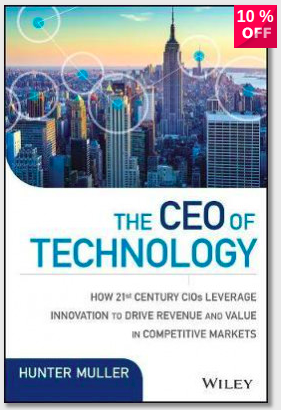 10 %
OFF
THE CEO OF
TECHNOLOGY
HOW 21st CENTURY CIOs LEVERAGE
INNOVATION TO DRIVE REVENUE AND VALUE
IN COMPETITIVE MARKETS
HUNTER MULLER
WILEY